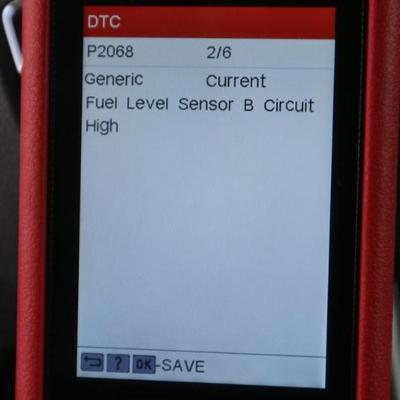 DTC
P2068 2/6
Generic Current
Fuel Level Sensor B Circuit
High
? OK-SAVE